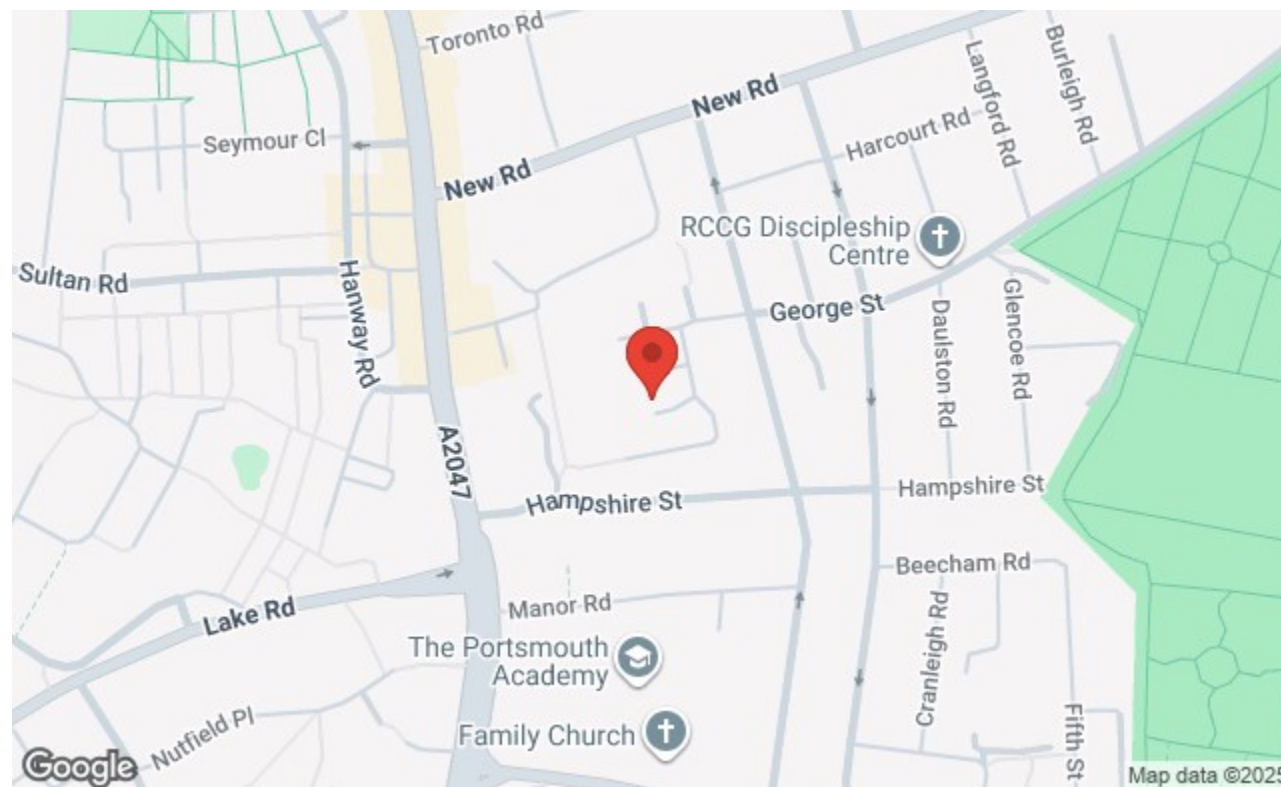 Toronto Rd
New Rd
Langford Rd
Burleigh Rd
Harcourt Rd
Seymour Cl
New Rd
RCCG Discipleship
Centre
Sultan Rd
Hanway Rd
George St
Daulston Rd
Glencoe Rd
A2047
Hampshire St
Hampshire St
Beecham Rd
Lake Rd
Manor Rd
Cranleigh Rd
The Portsmouth
Academy
Nutfield Pl
Family Church
Fifth St
Google
Map data ©2025